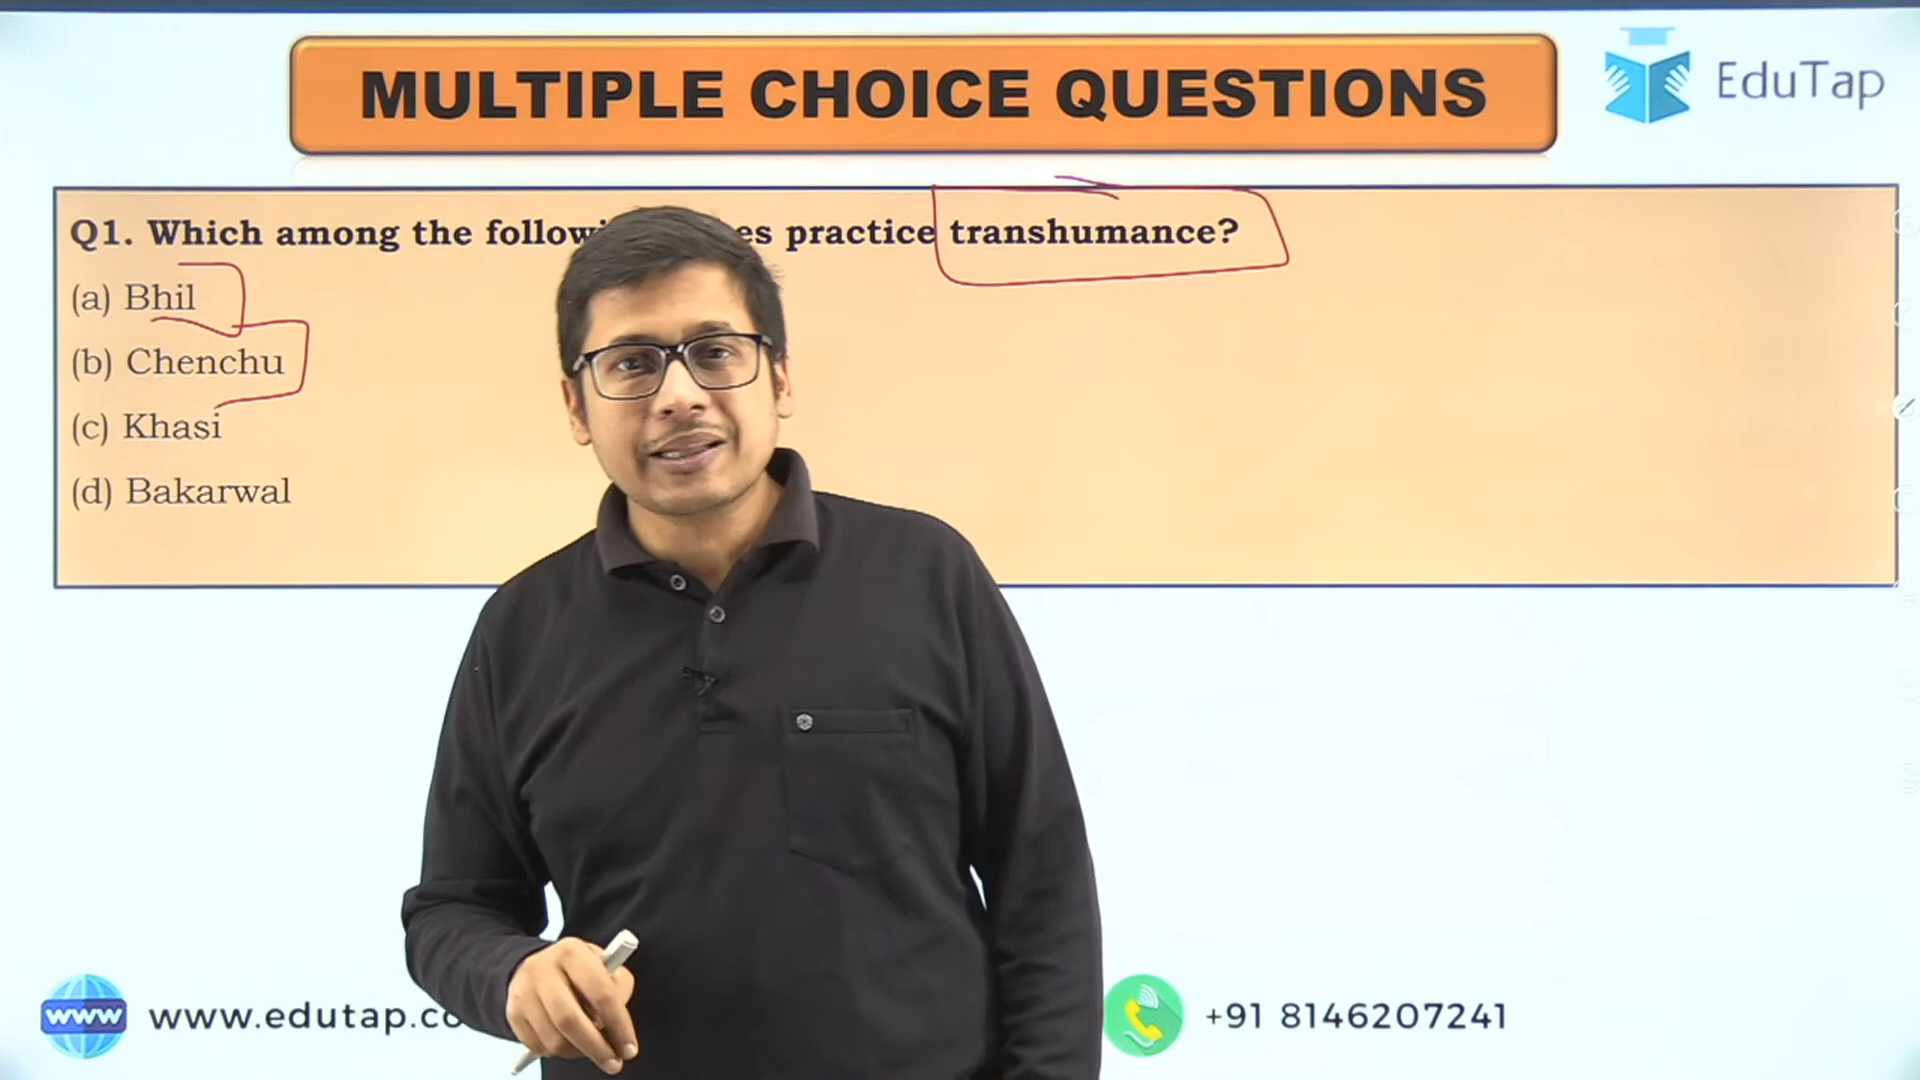 MULTIPLE CHOICE QUESTIONS
EduTap
Q1. Which among the es practice transhumance?
(a) Bhil
(b) Chenchu
(c) Khasi
(d) Bakarwal
www
www.edutap.co
+91 8146207241